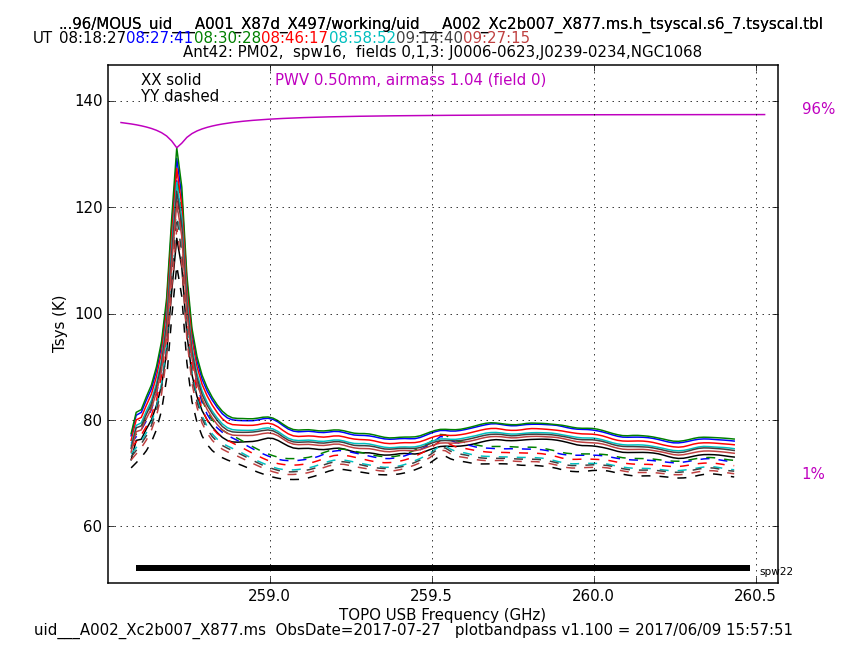 ...96/MOUS_uid___A001_X87d_X497/working/uid___A002_Xc2b007_X877.ms.h_tsyscal.s6_7.tsyscal.tbl
UT 08:18:27 08:27:41 08:30:28 08:46:17 08:58:52 09:14:40 09:27:15
Ant42: PM02,  spw16,  fields 0,1,3: J0006-0623,J0239-0234,NGC1068
XX solid
PWV 0.50mm, airmass 1.04 (field 0)
YY dashed
140
96%
120
100
Tsys (K)
80
1%
60
spw22
259.0 259.5 260.0 260.5
TOPO USB Frequency (GHz)
uid___A002_Xc2b007_X877.ms  ObsDate=2017-07-27   plotbandpass v1.100 = 2017/06/09 15:57:51